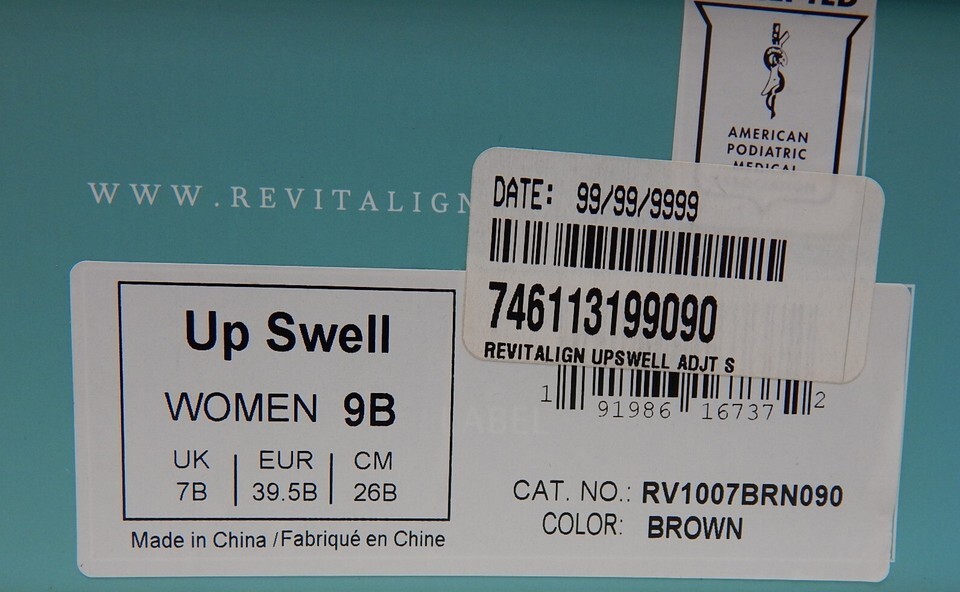 AMERICAN
PODIATRIC
MEDICAL
WWW.REVITALIGN
DATE: 99/99/9999
746113199090
REVITALIGN UPSWELL ADJT S
Up Swell
WOMEN 9B
UK EUR CM
7B 39.5B 26B
Made in China / Fabriqué en Chine
1 91986 16737 2
LABEL
CAT. NO.: RV1007BRN090
COLOR: BROWN